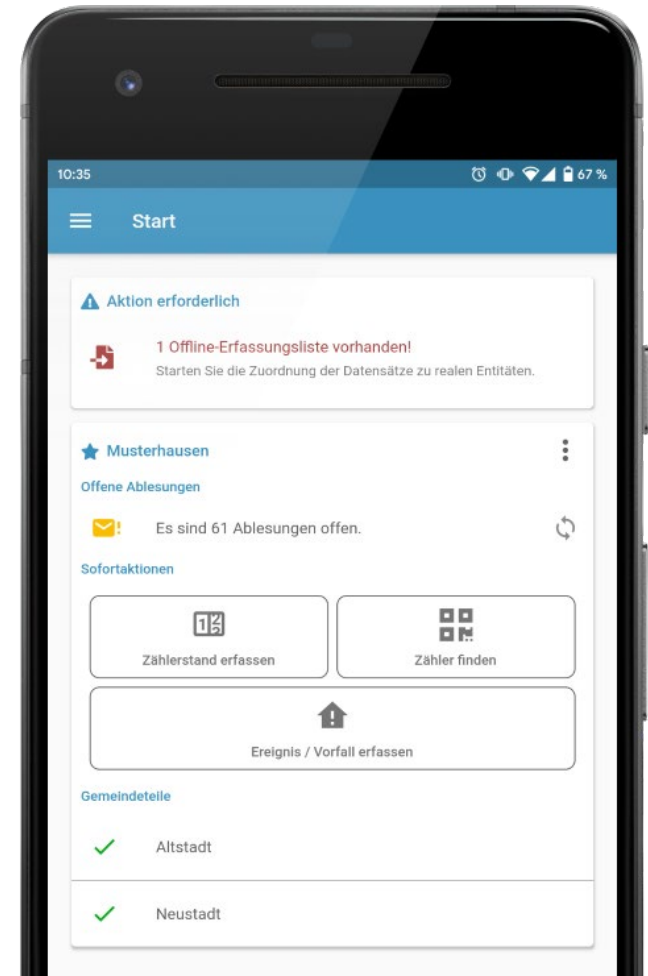 10:35
67 %
Start
Aktion erforderlich
1 Offline-Erfassungsliste vorhanden!
Starten Sie die Zuordnung der Datensätze zu realen Entitäten.
Musterhausen
Offene Ablesungen
Es sind 61 Ablesungen offen.
Sofortaktionen
Zählerstand erfassen
Zähler finden
Ereignis / Vorfall erfassen
Gemeindeteile
Altstadt
Neustadt